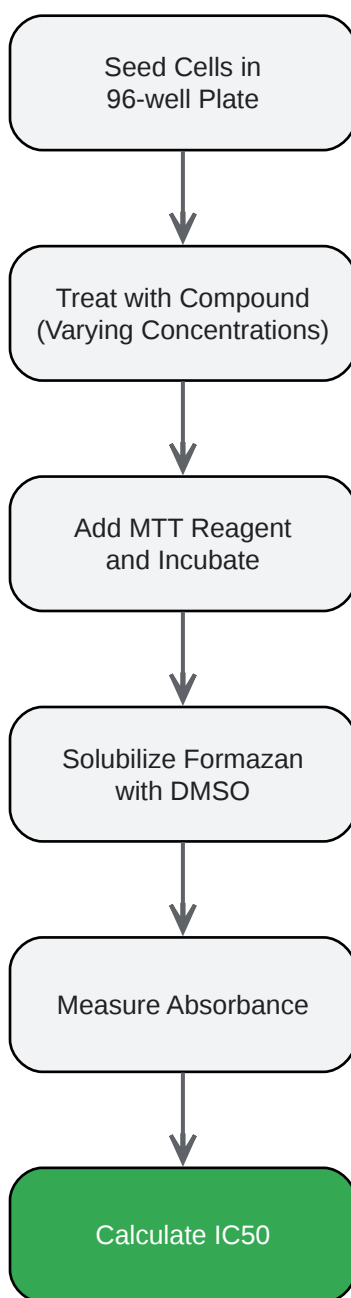 Seed Cells in
96-well Plate
Treat with Compound
(Varying Concentrations)
Add MTT Reagent
and Incubate
Solubilize Formazan
with DMSO
Measure Absorbance
Calculate IC50